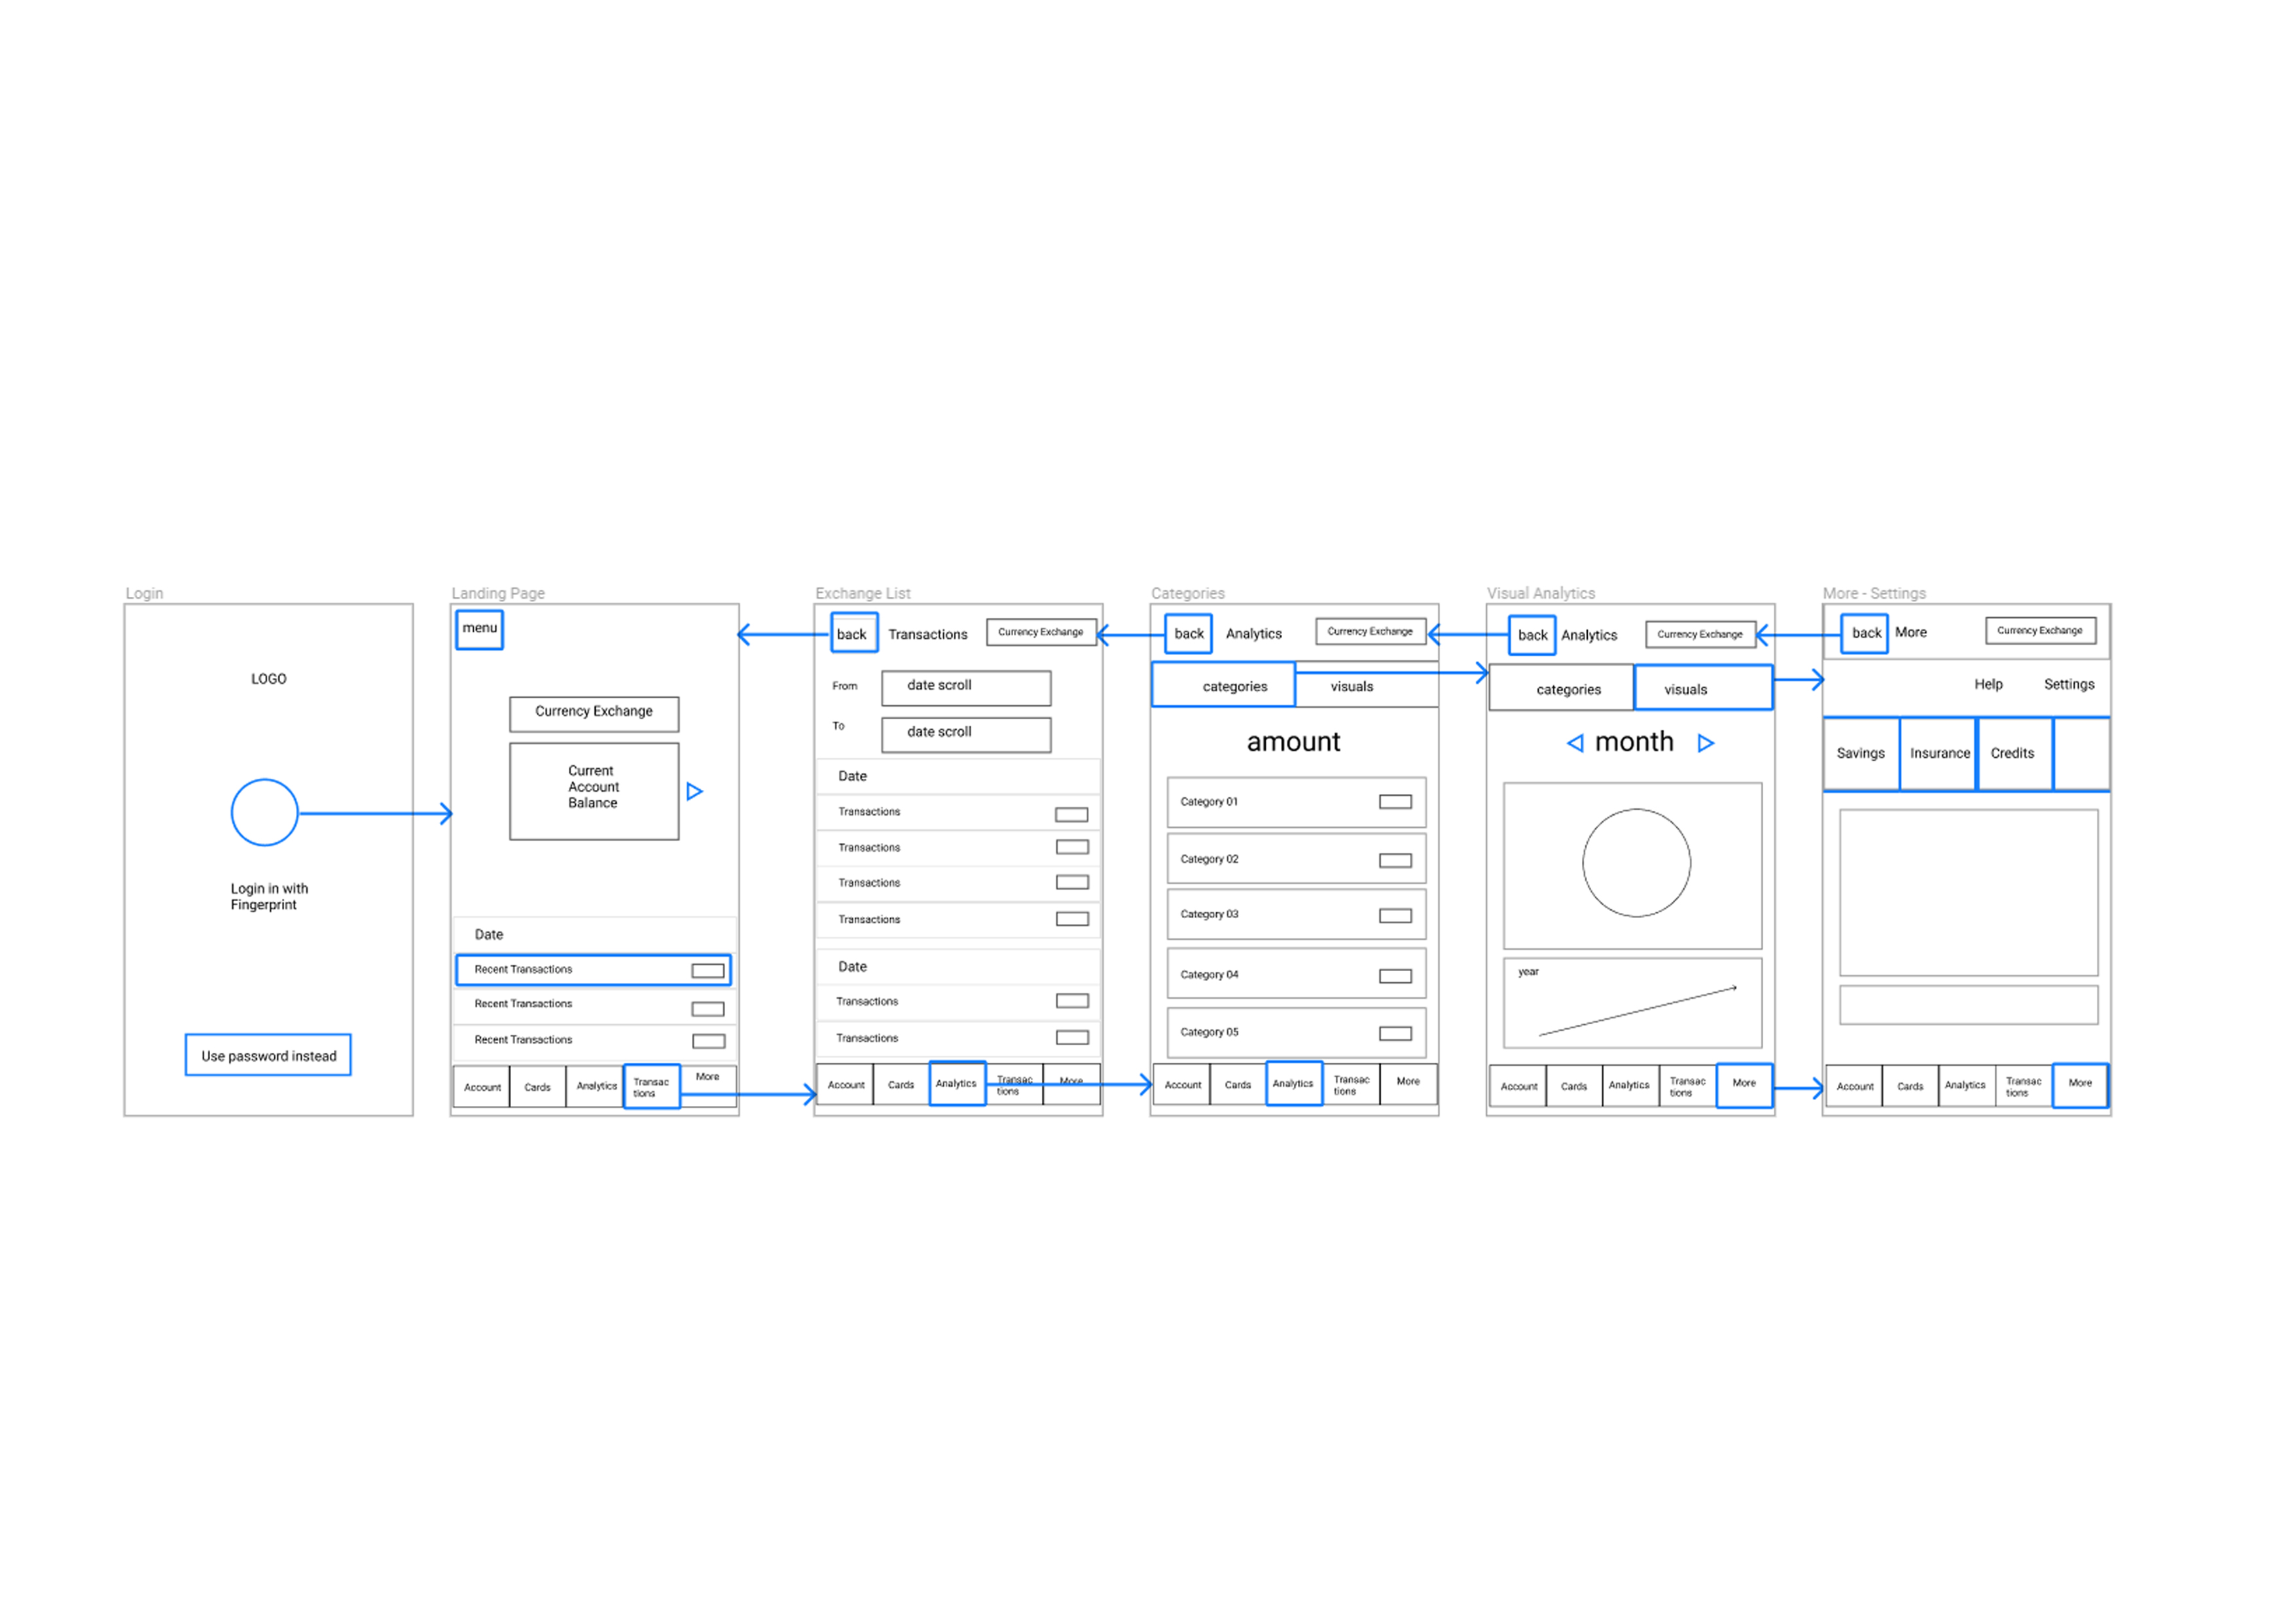 Login
LOGO
Login in with
Fingerprint
Use password instead
Landing Page
menu
Currency Exchange
Current
Account
Balance
Date
Recent Transactions
Recent Transactions
Recent Transactions
Account
Cards
Analytics
Transac
tions
More
Exchange List
back
Transactions
Currency Exchange
From
date scroll
To
date scroll
Date
Transactions
Transactions
Transactions
Transactions
Date
Transactions
Transactions
Account
Cards
Analytics
Transac
tions
More
Categories
back
Analytics
Currency Exchange
categories
visuals
amount
Category 01
Category 02
Category 03
Category 04
Category 05
Account
Cards
Analytics
Transac
tions
More
Visual Analytics
back
Analytics
Currency Exchange
categories
visuals
month
year
Account
Cards
Analytics
Transac
tions
More
More - Settings
back
More
Currency Exchange
Help
Settings
Savings
Insurance
Credits
Account
Cards
Analytics
Transac
tions
More